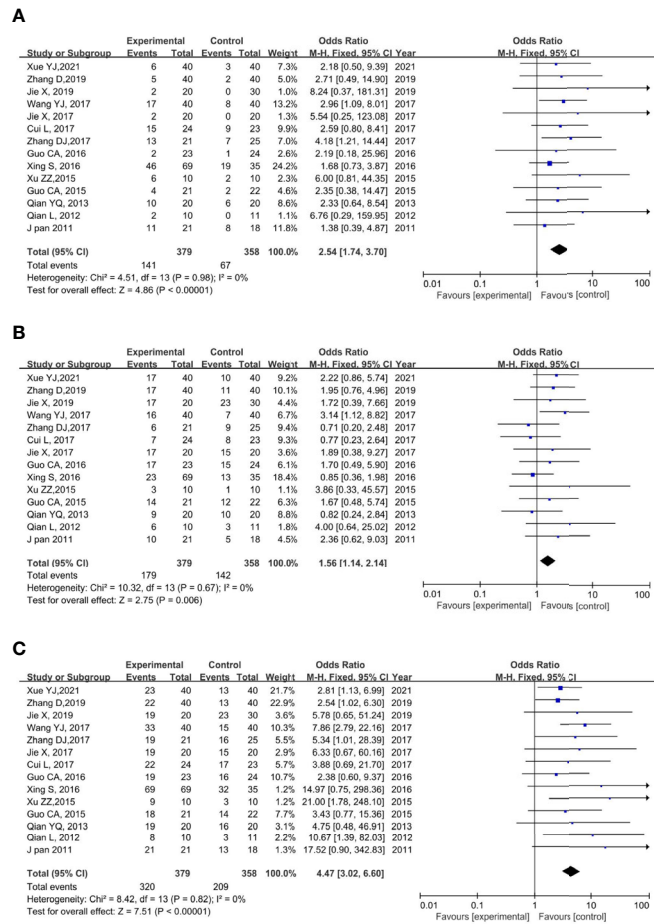 A
Experimental Control Odds Ratio Odds Ratio
Study or Subgroup Events Total Events Total Weight M-H, Fixed, 95% CI Year M-H, Fixed, 95% CI
Xue YJ,2021 6 40 3 40 7.3% 2.18 [0.50, 9.39] 2021
Zhang D,2019 5 40 2 40 5.0% 2.71 [0.49, 14.90] 2019
Jie X, 2019 2 20 0 30 0.9% 8.24 [0.37, 181.31] 2019
Wang YJ, 2017 17 40 8 40 13.2% 2.96 [1.09, 8.01] 2017
Jie X, 2017 2 20 0 20 1.3% 5.54 [0.25, 123.08] 2017
Cui L, 2017 15 24 9 23 9.8% 2.59 [0.80, 8.41] 2017
Zhang DJ,2017 13 21 7 25 6.9% 4.18 [1.21, 14.44] 2017
Guo CA, 2016 2 23 1 24 2.6% 2.19 [0.18, 25.96] 2016
Xing S, 2016 46 69 19 35 24.2% 1.68 [0.73, 3.87] 2016
Xu ZZ,2015 6 10 2 10 2.3% 6.00 [0.81, 44.35] 2015
Guo CA, 2015 4 21 2 22 4.5% 2.35 [0.38, 14.47] 2015
Qian YQ, 2013 10 20 6 20 8.6% 2.33 [0.64, 8.54] 2013
Qian L, 2012 2 10 0 11 1.1% 6.76 [0.29, 159.95] 2012
J pan 2011 11 21 8 18 11.8% 1.38 [0.39, 4.87] 2011
Total (95% CI) 379 358 100.0% 2.54 [1.74, 3.70]
Total events 141 67
Heterogeneity: Chi² = 4.51, df = 13 (P = 0.98); I² = 0%
Test for overall effect: Z = 4.86 (P < 0.00001)
0.01 0.1 1 10 100
Favours [experimental] Favours [control]
B
Experimental Control Odds Ratio Odds Ratio
Study or Subgroup Events Total Events Total Weight M-H, Fixed, 95% CI Year M-H, Fixed, 95% CI
Xue YJ,2021 17 40 10 40 9.2% 2.22 [0.86, 5.74] 2021
Zhang D,2019 17 40 11 40 10.1% 1.95 [0.76, 4.96] 2019
Jie X, 2019 17 20 23 30 4.4% 1.72 [0.39, 7.66] 2019
Wang YJ, 2017 16 40 7 40 6.7% 3.14 [1.12, 8.82] 2017
Zhang DJ,2017 6 21 9 25 9.4% 0.71 [0.20, 2.48] 2017
Cui L, 2017 7 24 8 23 9.3% 0.77 [0.23, 2.64] 2017
Jie X, 2017 17 20 15 20 3.4% 1.89 [0.38, 9.27] 2017
Guo CA, 2016 17 23 15 24 6.1% 1.70 [0.49, 5.90] 2016
Xing S, 2016 23 69 13 35 18.4% 0.85 [0.36, 1.98] 2016
Xu ZZ,2015 3 10 1 10 1.1% 3.86 [0.33, 45.57] 2015
Guo CA, 2015 14 21 12 22 6.2% 1.67 [0.48, 5.74] 2015
Qian YQ, 2013 9 20 10 20 8.8% 0.82 [0.24, 2.84] 2013
Qian L, 2012 6 10 3 11 1.8% 4.00 [0.64, 25.02] 2012
J pan 2011 10 21 5 18 4.5% 2.36 [0.62, 9.03] 2011
Total (95% CI) 379 358 100.0% 1.56 [1.14, 2.14]
Total events 179 142
Heterogeneity: Chi² = 10.32, df = 13 (P = 0.67); I² = 0%
Test for overall effect: Z = 2.75 (P = 0.006)
0.01 0.1 1 10 100
Favours [experimental] Favours [control]
C
Experimental Control Odds Ratio Odds Ratio
Study or Subgroup Events Total Events Total Weight M-H, Fixed, 95% CI Year M-H, Fixed, 95% CI
Xue YJ,2021 23 40 13 40 21.7% 2.81 [1.13, 6.99] 2021
Zhang D,2019 22 40 13 40 22.9% 2.54 [1.02, 6.30] 2019
Jie X, 2019 19 20 23 30 3.4% 5.78 [0.65, 51.24] 2019
Wang YJ, 2017 33 40 15 40 10.3% 7.86 [2.79, 22.16] 2017
Zhang DJ,2017 19 21 16 25 5.7% 5.34 [1.01, 28.39] 2017
Jie X, 2017 19 20 15 20 3.0% 6.33 [0.67, 60.16] 2017
Cui L, 2017 22 24 17 23 5.8% 3.88 [0.69, 21.70] 2017
Guo CA, 2016 19 23 16 24 10.6% 2.38 [0.60, 9.37] 2016
Xing S, 2016 69 69 32 35 1.2% 14.97 [0.75, 298.36] 2016
Xu ZZ,2015 9 10 3 10 1.2% 21.00 [1.78, 248.10] 2015
Guo CA, 2015 18 21 14 22 7.6% 3.43 [0.77, 15.36] 2015
Qian YQ, 2013 19 20 16 20 3.1% 4.75 [0.48, 46.91] 2013
Qian L, 2012 8 10 3 11 2.2% 10.67 [1.39, 82.03] 2012
J pan 2011 21 21 13 18 1.3% 17.52 [0.90, 342.83] 2011
Total (95% CI) 379 358 100.0% 4.47 [3.02, 6.60]
Total events 320 209
Heterogeneity: Chi² = 8.42, df = 13 (P = 0.82); I² = 0%
Test for overall effect: Z = 7.51 (P < 0.00001)
0.01 0.1 1 10 100
Favours [experimental] Favours [control]